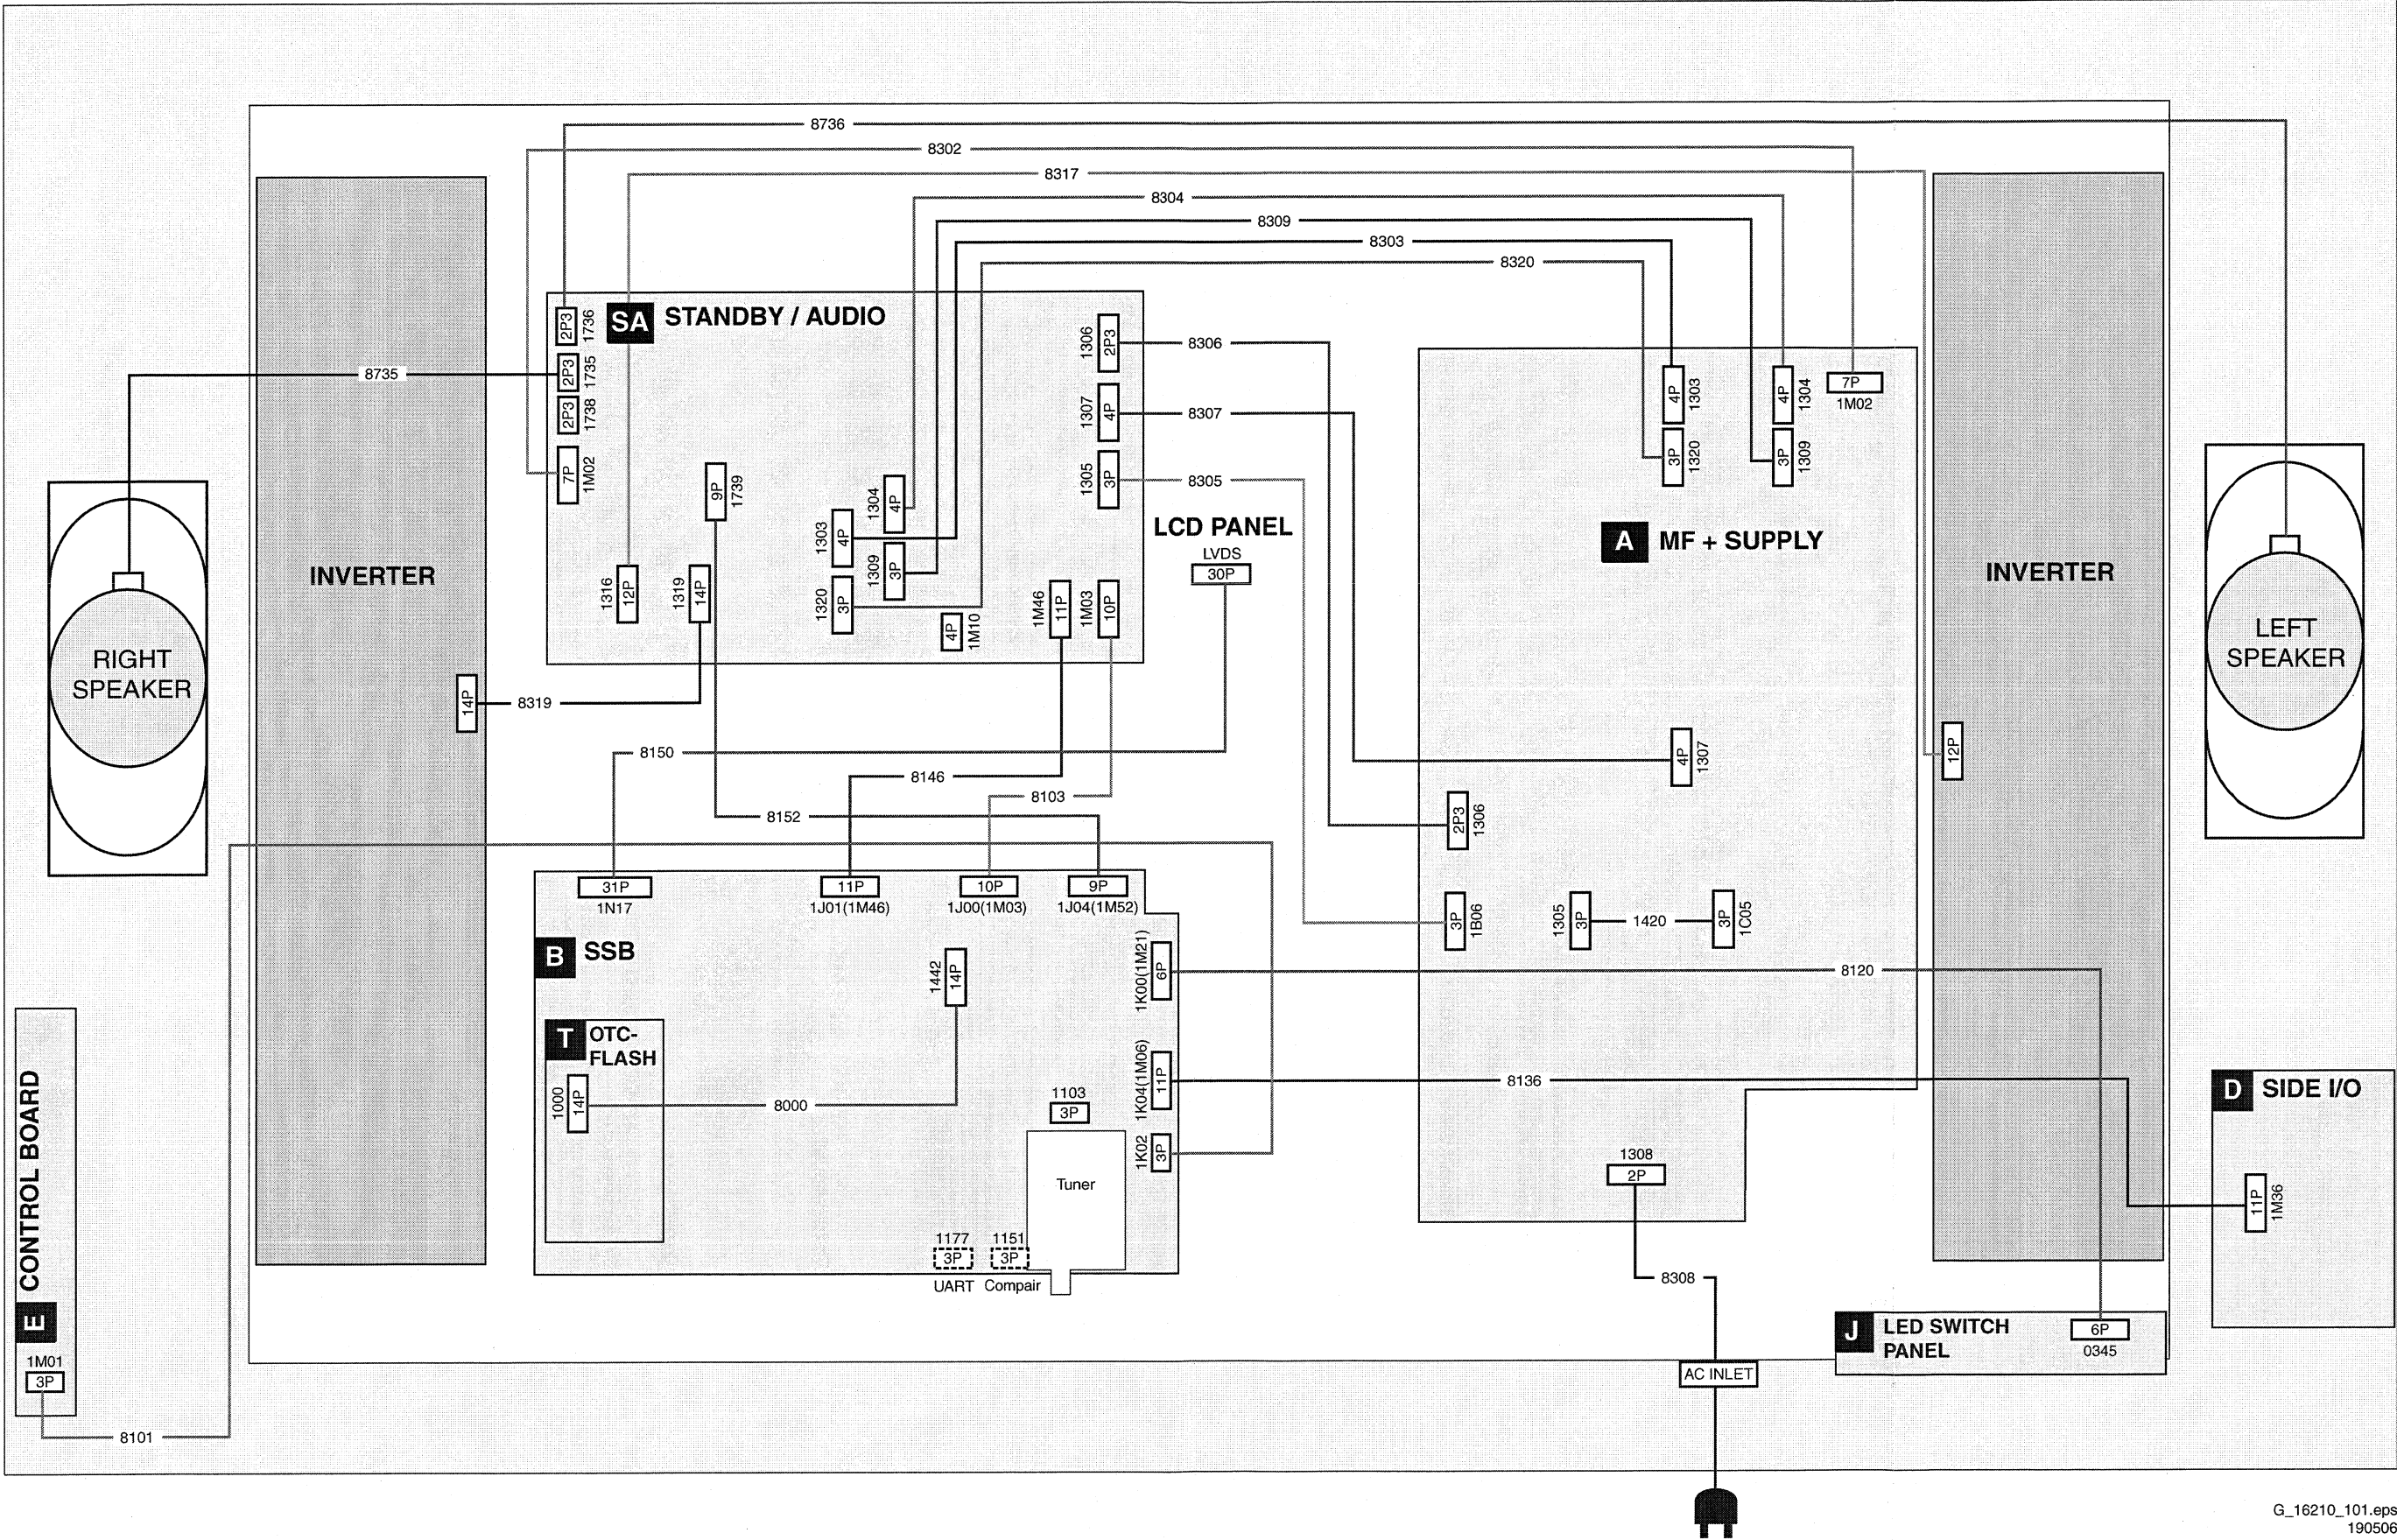 8736
8302
8317
8304
8309
8303
8320
SA STANDBY / AUDIO
2P3 1736
2P3 1735
2P3 1738
7P 1M02
8735
9P 1739
1304 4P
1303 4P
1309 3P
1320 3P
1316 12P
1319 14P
4P 1M10
1M46 11P
1M03 10P
1306 2P3
1307 4P
1305 3P
8306
8307
8305
LCD PANEL
LVDS
30P
A MF + SUPPLY
4P 1303
4P 1304
7P
1M02
3P 1320
3P 1309
4P 1307
2P3 1306
3P 1B06
1305 3P
1420
3P 1C05
1308
2P
8308
INVERTER
14P
8319
INVERTER
12P
RIGHT
SPEAKER
LEFT
SPEAKER
8150
8146
8103
8152
31P
1N17
11P
1J01(1M46)
10P
1J00(1M03)
9P
1J04(1M52)
B SSB
1442 14P
1K00(1M21) 6P
8120
T OTC-
FLASH
1000 14P
8000
1103
3P
1K04(1M06) 11P
8136
1K02 3P
Tuner
1177
3P
UART
1151
3P
Compair
D SIDE I/O
11P 1M36
J LED SWITCH
PANEL
6P
0345
AC INLET
E CONTROL BOARD
1M01
3P
8101
G_16210_101.eps
190506